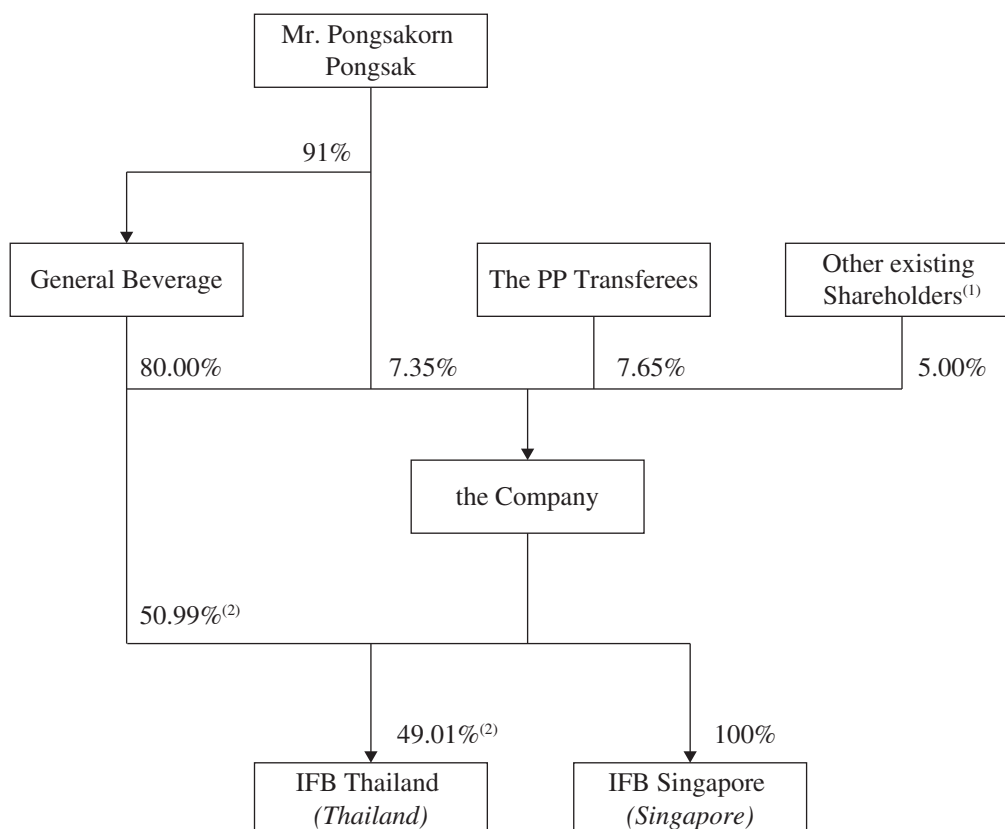 Mr. Pongsakorn
Pongsak
91%
General Beverage
The PP Transferees
Other existing
Shareholders(1)
80.00%
7.35%
7.65%
5.00%
the Company
50.99%(2)
49.01%(2)
100%
IFB Thailand
(Thailand)
IFB Singapore
(Singapore)